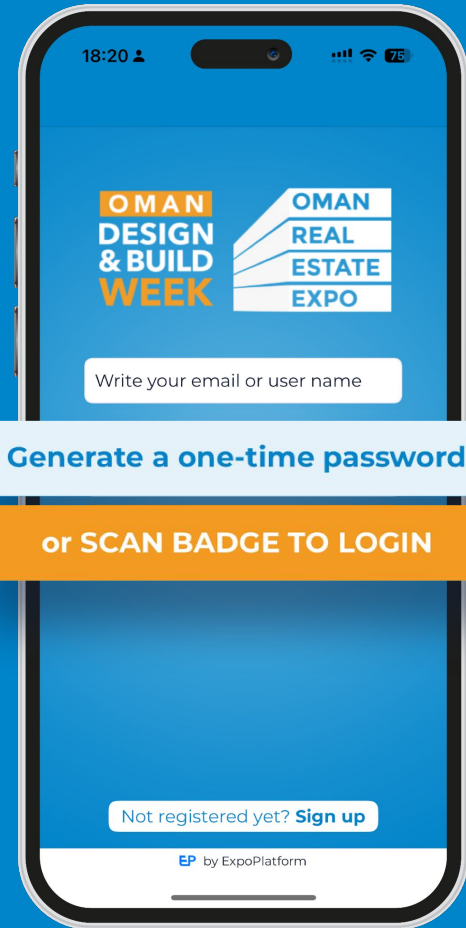 18:20
75
OMAN
DESIGN
& BUILD
WEEK
OMAN
REAL
ESTATE
EXPO
Write your email or user name
Generate a one-time password
or SCAN BADGE TO LOGIN
Not registered yet? Sign up
EP by ExpoPlatform